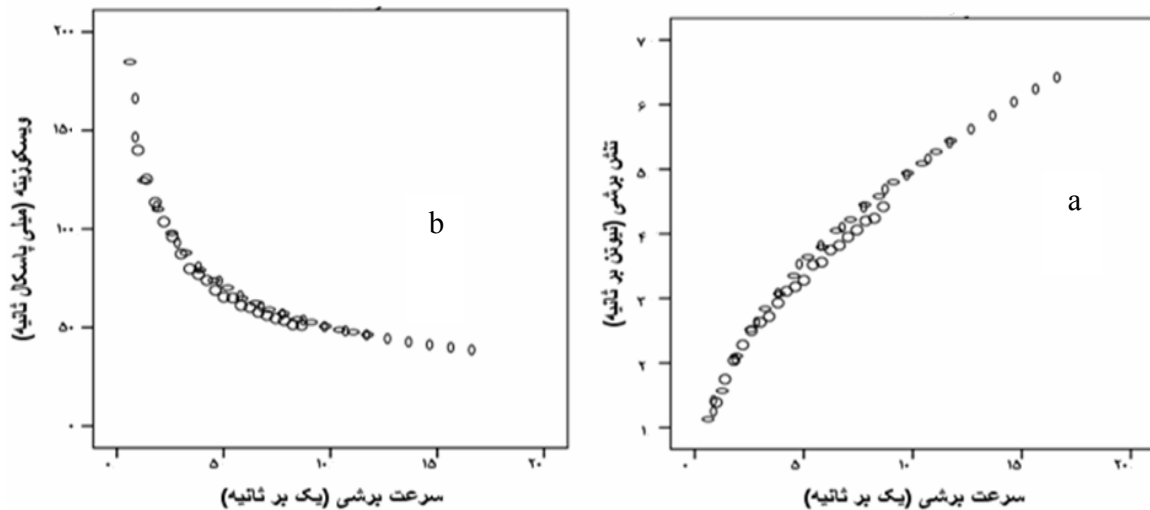 ویسکوزیته (میلی پاسکال ثانیه)
۲۰۰
۱۵۰
۱۰۰
۵۰
۰
b
۰ ۵ ۱۰ ۱۵ ۲۰
سرعت برشی (یک بر ثانیه)
تنش برشی (نیوتن بر ثانیه)
۷
۶
۵
۴
۳
۲
۱
a
۰ ۵ ۱۰ ۱۵ ۲۰
سرعت برشی (یک بر ثانیه)